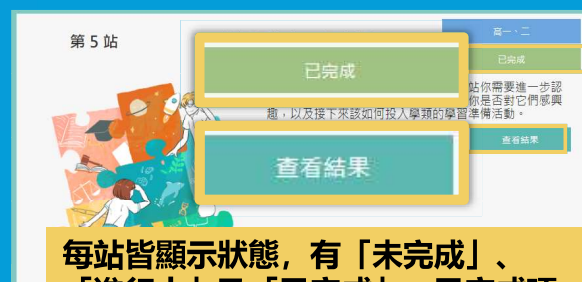 第 5 站
高一、二
已完成
已完成
站你需要進一步認
你是否對它們感興
趣，以及接下來該如何投入學類的學習準備活動。
查看結果
查看結果
每站皆顯示狀態，有「未完成」、